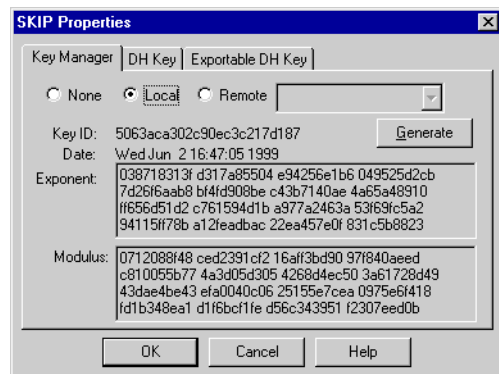 SKIP Properties
Key Manager DH Key Exportable DH Key
None Local Remote
Key ID: 5063aca302c90ec3c217d187 Generate
Date: Wed Jun 2 16:47:05 1999
Exponent: 038718313f d317a85504 e94256e1b6 049525d2cb
7d26f6aab8 bf4fd908be c43b7140ae 4a65a48910
ff656d51d2 c761594d1b a977a2463a 53f69fc5a2
94115ff78b a12feadbac 22ea457e0f 831c5b8823
Modulus: 0712088f48 ced2391cf2 16aff3bd90 97f840aeed
c810055b77 4a3d05d305 4268d4ec50 3a61728d49
43dae4be43 efa0040c06 25155e7cea 0975e6f418
fd1b348ea1 d1f6bcf1fe d56c343951 f2307eed0b
OK Cancel Help